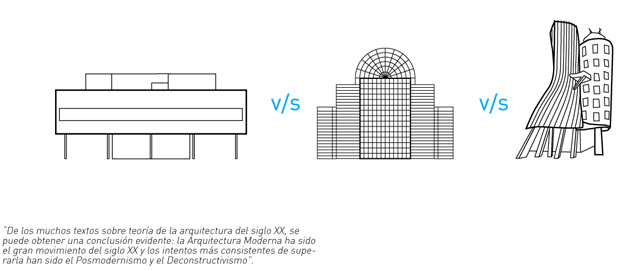 v/s v/s
“De los muchos textos sobre teoría de la arquitectura del siglo XX, se
puede obtener una conclusión evidente: la Arquitectura Moderna ha sido
el gran movimiento del siglo XX y los intentos más consistentes de supe-
rarla han sido el Posmodernismo y el Deconstructivismo”.